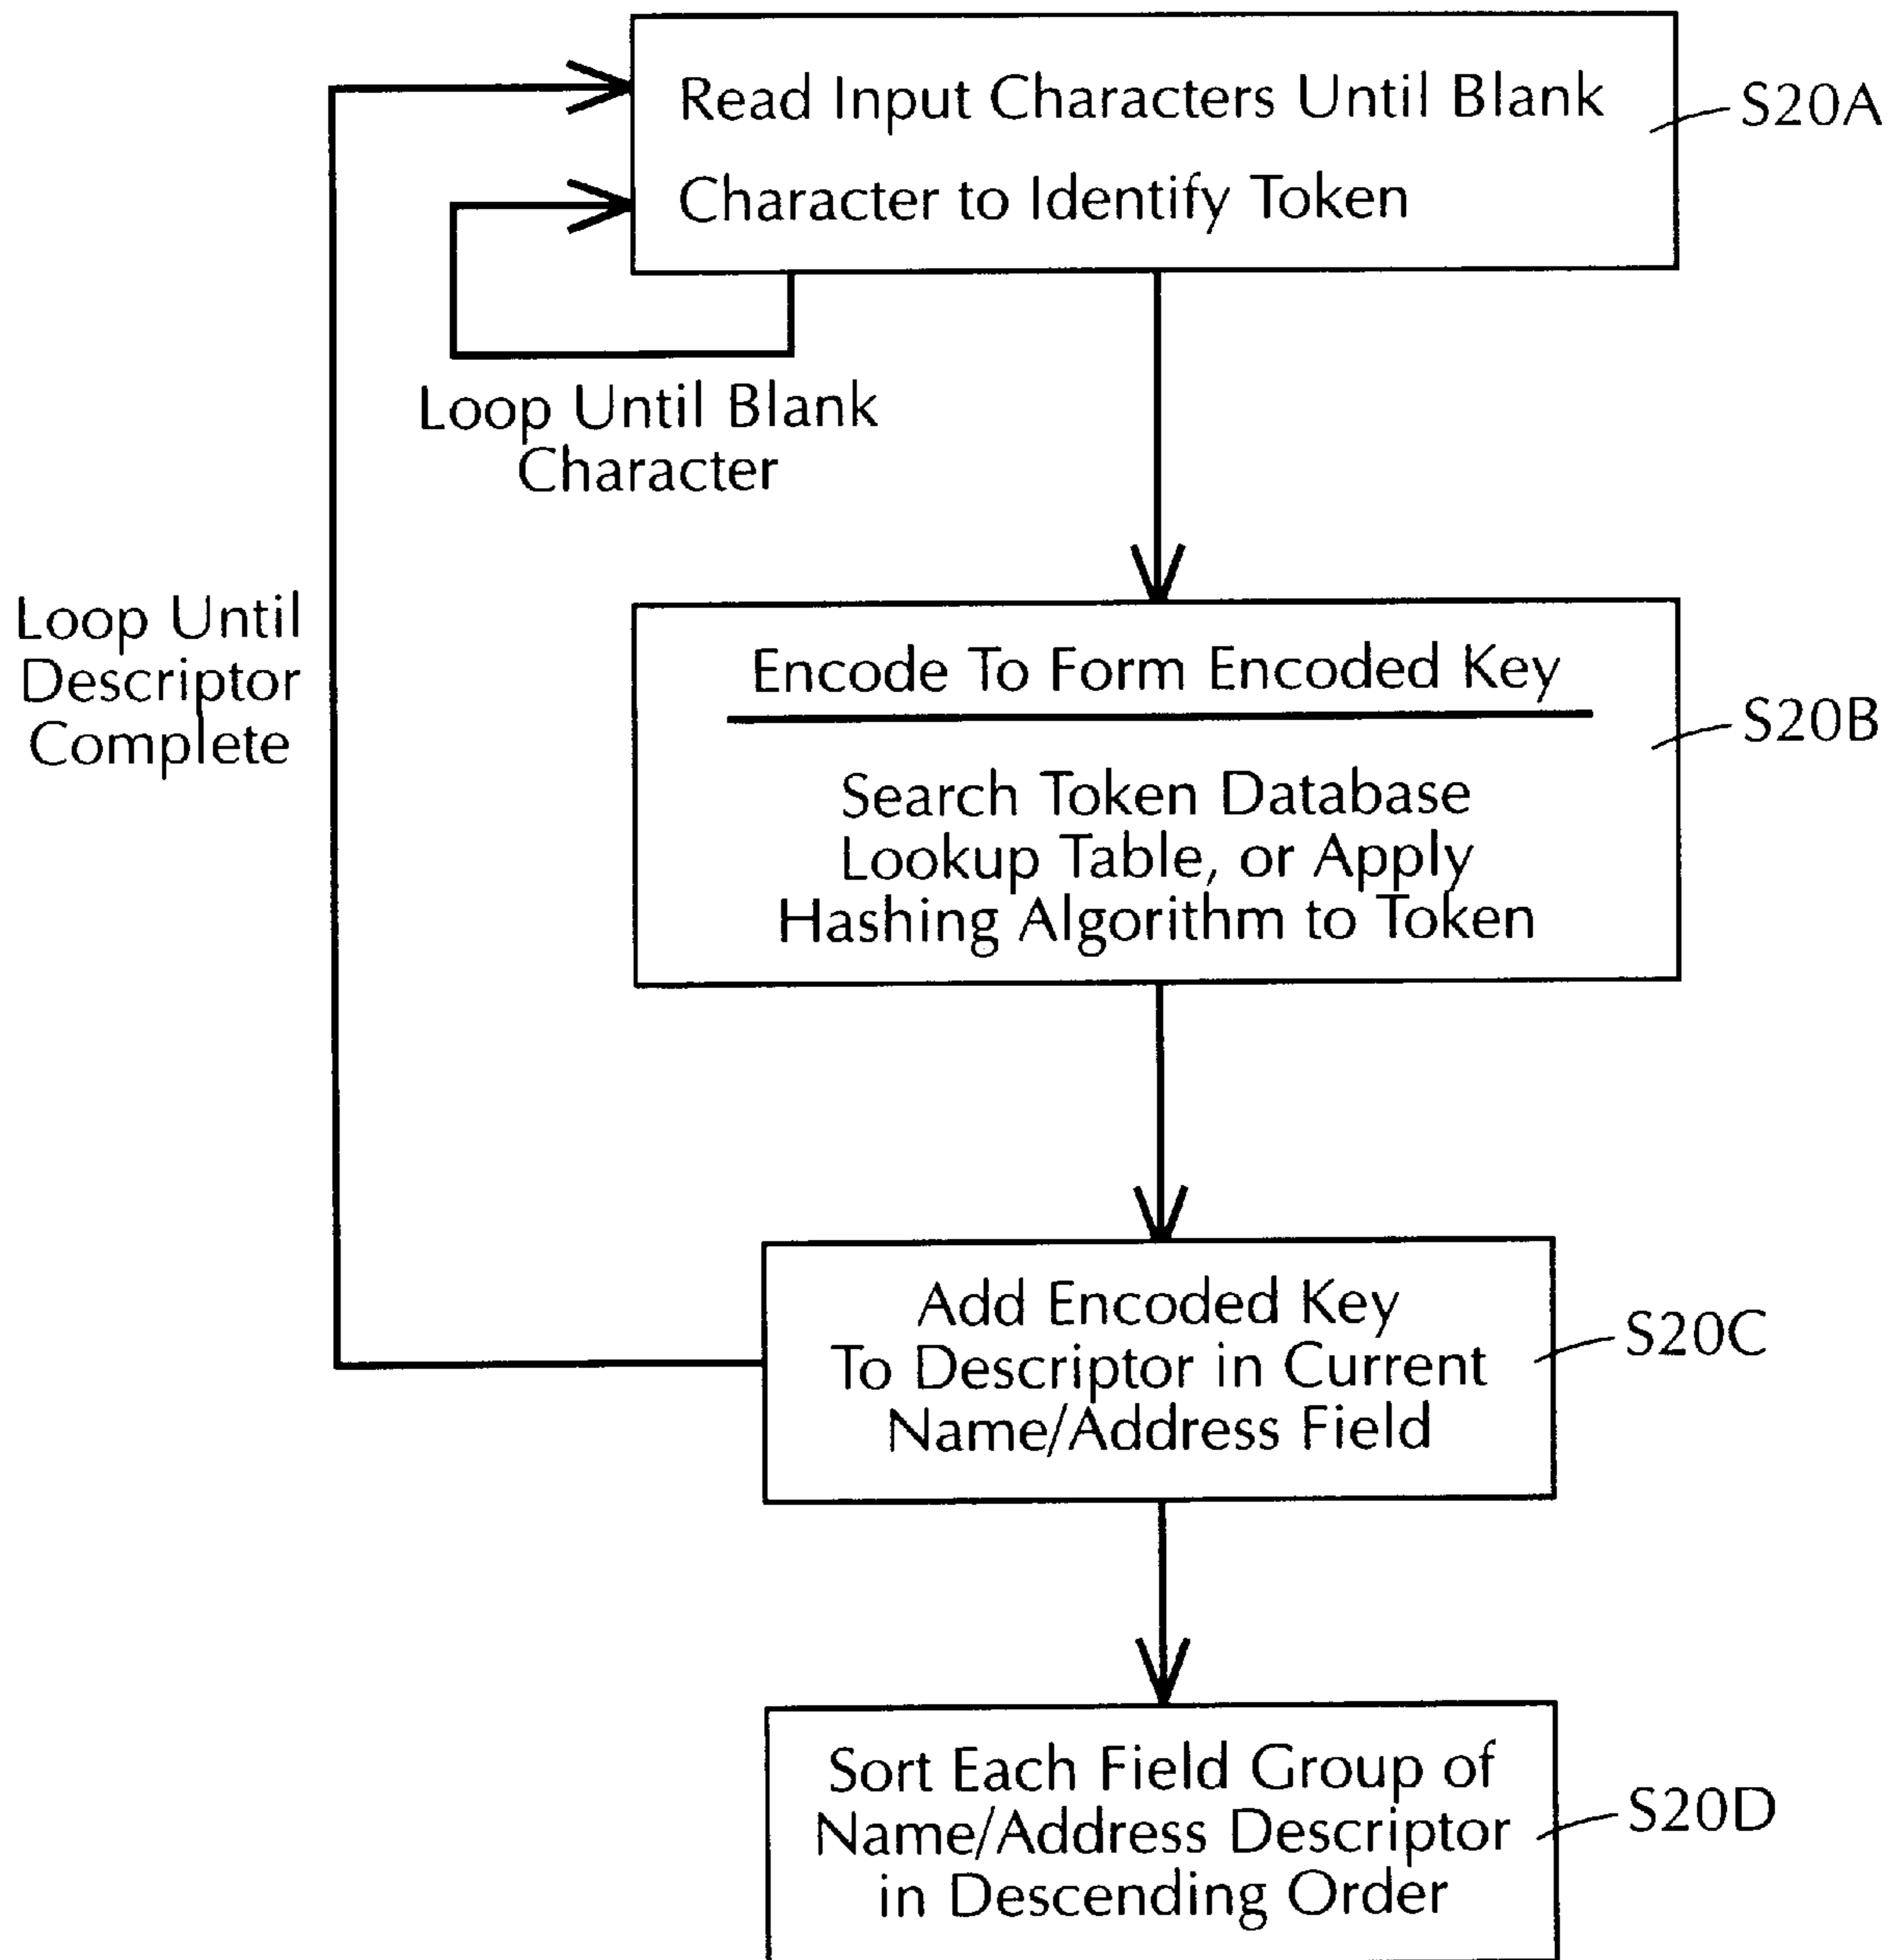 Read Input Characters Until Blank
Character to Identify Token
S20A
Loop Until Blank
Character
Loop Until
Descriptor
Complete
Encode To Form Encoded Key
S20B
Search Token Database
Lookup Table, or Apply
Hashing Algorithm to Token
Add Encoded Key
To Descriptor in Current
Name/Address Field
S20C
Sort Each Field Group of
Name/Address Descriptor
in Descending Order
S20D